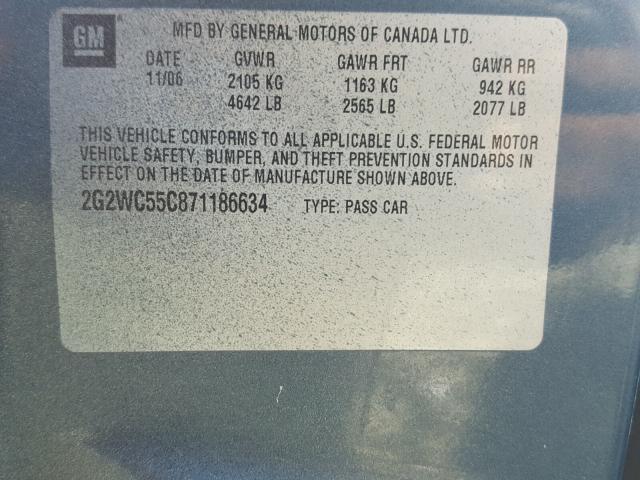 GM
MFD BY GENERAL MOTORS OF CANADA LTD.
DATE GVWR GAWR FRT GAWR RR
11/06 2105 KG 1163 KG 942 KG
4642 LB 2565 LB 2077 LB
THIS VEHICLE CONFORMS TO ALL APPLICABLE U.S. FEDERAL MOTOR
VEHICLE SAFETY, BUMPER, AND THEFT PREVENTION STANDARDS IN
EFFECT ON THE DATE OF MANUFACTURE SHOWN ABOVE.
2G2WC55C871186634 TYPE: PASS CAR